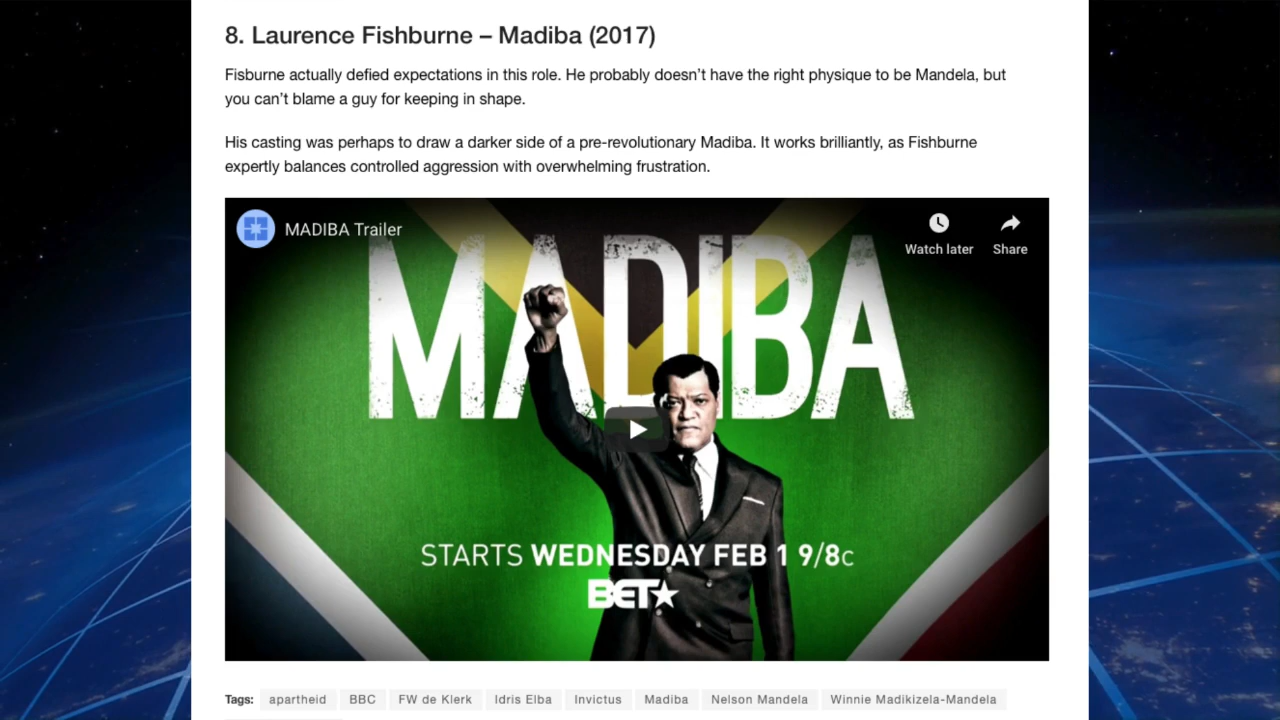 8. Laurence Fishburne – Madiba (2017)
Fisburne actually defied expectations in this role. He probably doesn’t have the right physique to be Mandela, but
you can’t blame a guy for keeping in shape.
His casting was perhaps to draw a darker side of a pre-revolutionary Madiba. It works brilliantly, as Fishburne
expertly balances controlled aggression with overwhelming frustration.
MADIBA Trailer
Watch later
Share
MADIBA
STARTS WEDNESDAY FEB 1 9/8c
BET
Tags: apartheid BBC FW de Klerk Idris Elba Invictus Madiba Nelson Mandela Winnie Madikizela-Mandela